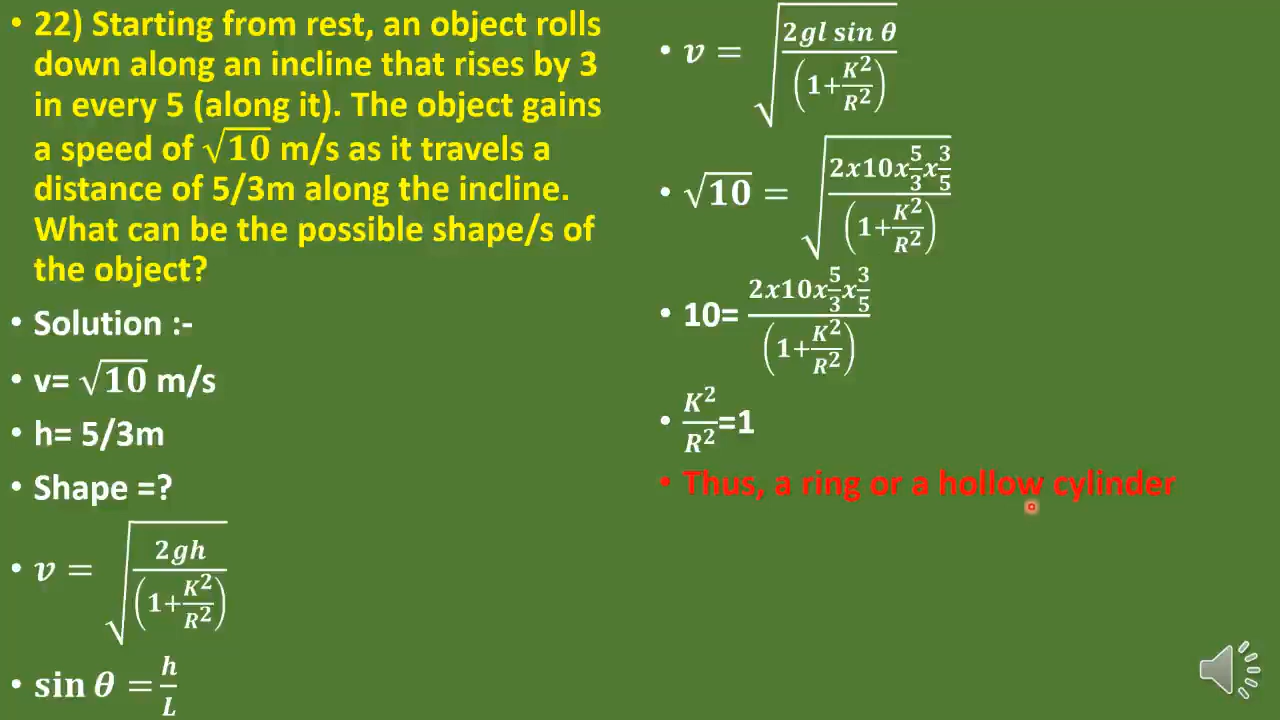 • 22) Starting from rest, an object rolls
down along an incline that rises by 3
in every 5 (along it). The object gains
a speed of √10 m/s as it travels a
distance of 5/3m along the incline.
What can be the possible shape/s of
the object?
• Solution :-
• v= √10 m/s
• h= 5/3m
• Shape =?
• v = √(2gh / (1+K²/R²))
• sin θ = h/L
• v = √(2gl sin θ / (1+K²/R²))
• √10 = √(2x10x5/3x3/5 / (1+K²/R²))
• 10= 2x10x5/3x3/5 / (1+K²/R²)
• K²/R²=1
• Thus, a ring or a hollow cylinder